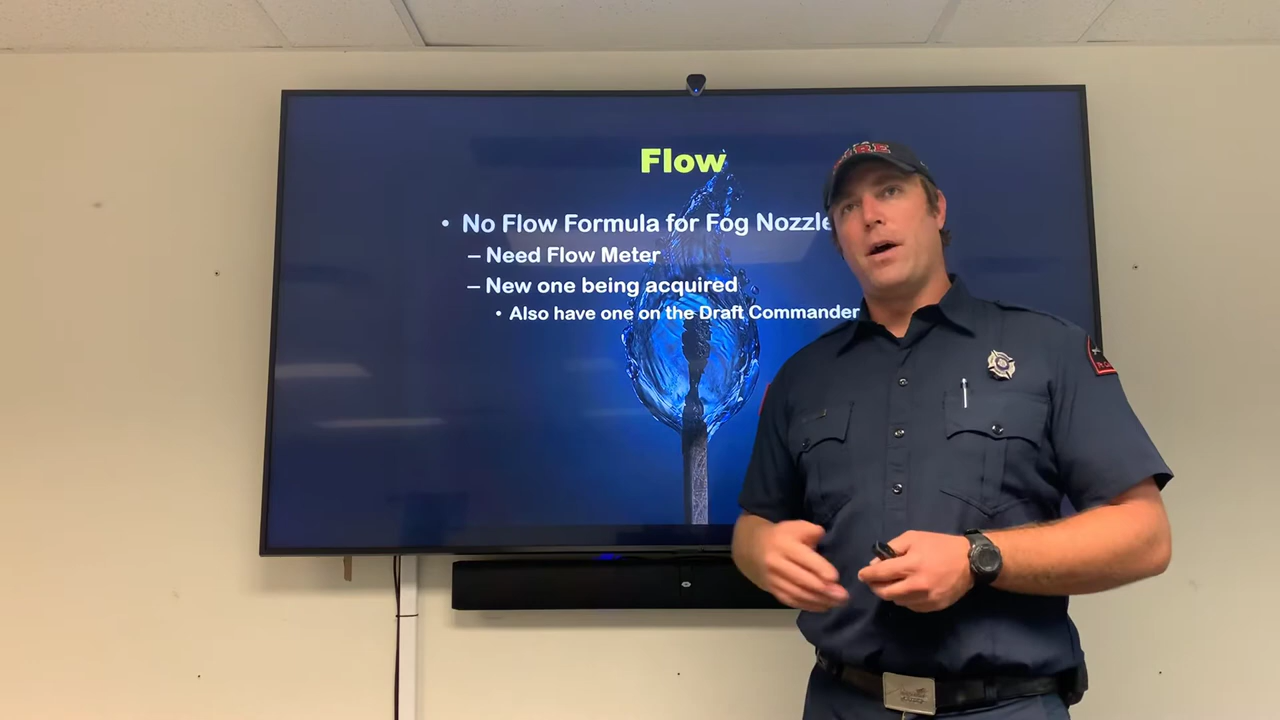 Flow
• No Flow Formula for Fog Nozzle
– Need Flow Meter
– New one being acquired
• Also have one on the Draft Commander